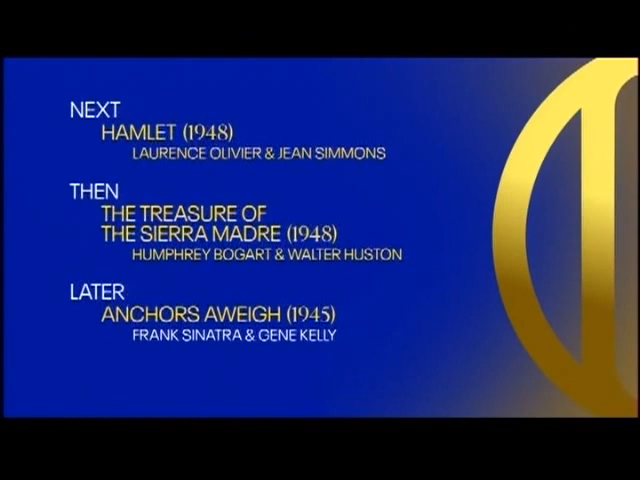 NEXT
HAMLET (1948)
LAURENCE OLIVIER & JEAN SIMMONS
THEN
THE TREASURE OF
THE SIERRA MADRE (1948)
HUMPHREY BOGART & WALTER HUSTON
LATER
ANCHORS AWEIGH (1945)
FRANK SINATRA & GENE KELLY